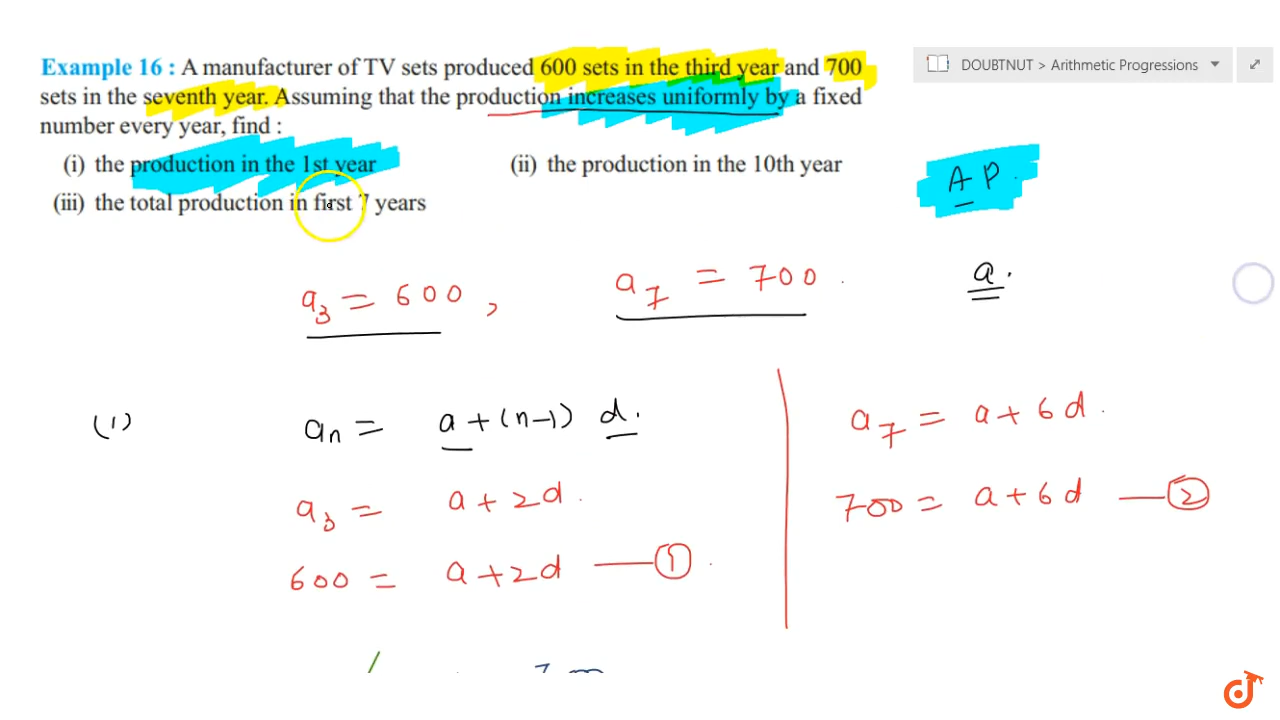 Example 16 : A manufacturer of TV sets produced 600 sets in the third year and 700
sets in the seventh year. Assuming that the production increases uniformly by a fixed
number every year, find :
(i) the production in the 1st year (ii) the production in the 10th year
(iii) the total production in first 7 years
DOUBTNUT > Arithmetic Progressions
A P.
a₃ = 600, a₇ = 700. a.
(1) aₙ = a + (n-1) d.
a₃ = a + 2d.
600 = a + 2d —①
a₇ = a + 6d.
700 = a + 6d —②